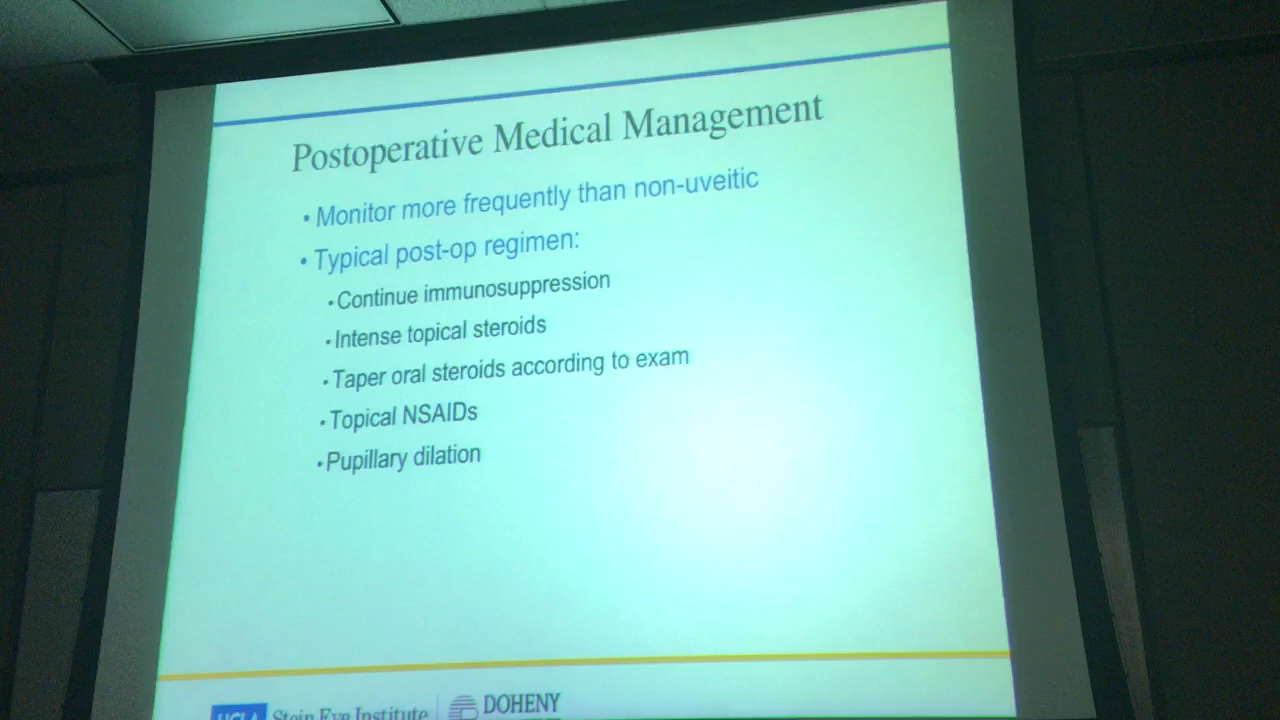 Postoperative Medical Management
• Monitor more frequently than non-uveitic
• Typical post-op regimen:
• Continue immunosuppression
• Intense topical steroids
• Taper oral steroids according to exam
• Topical NSAIDs
• Pupillary dilation
UCLA Stein Eye Institute DOHENY